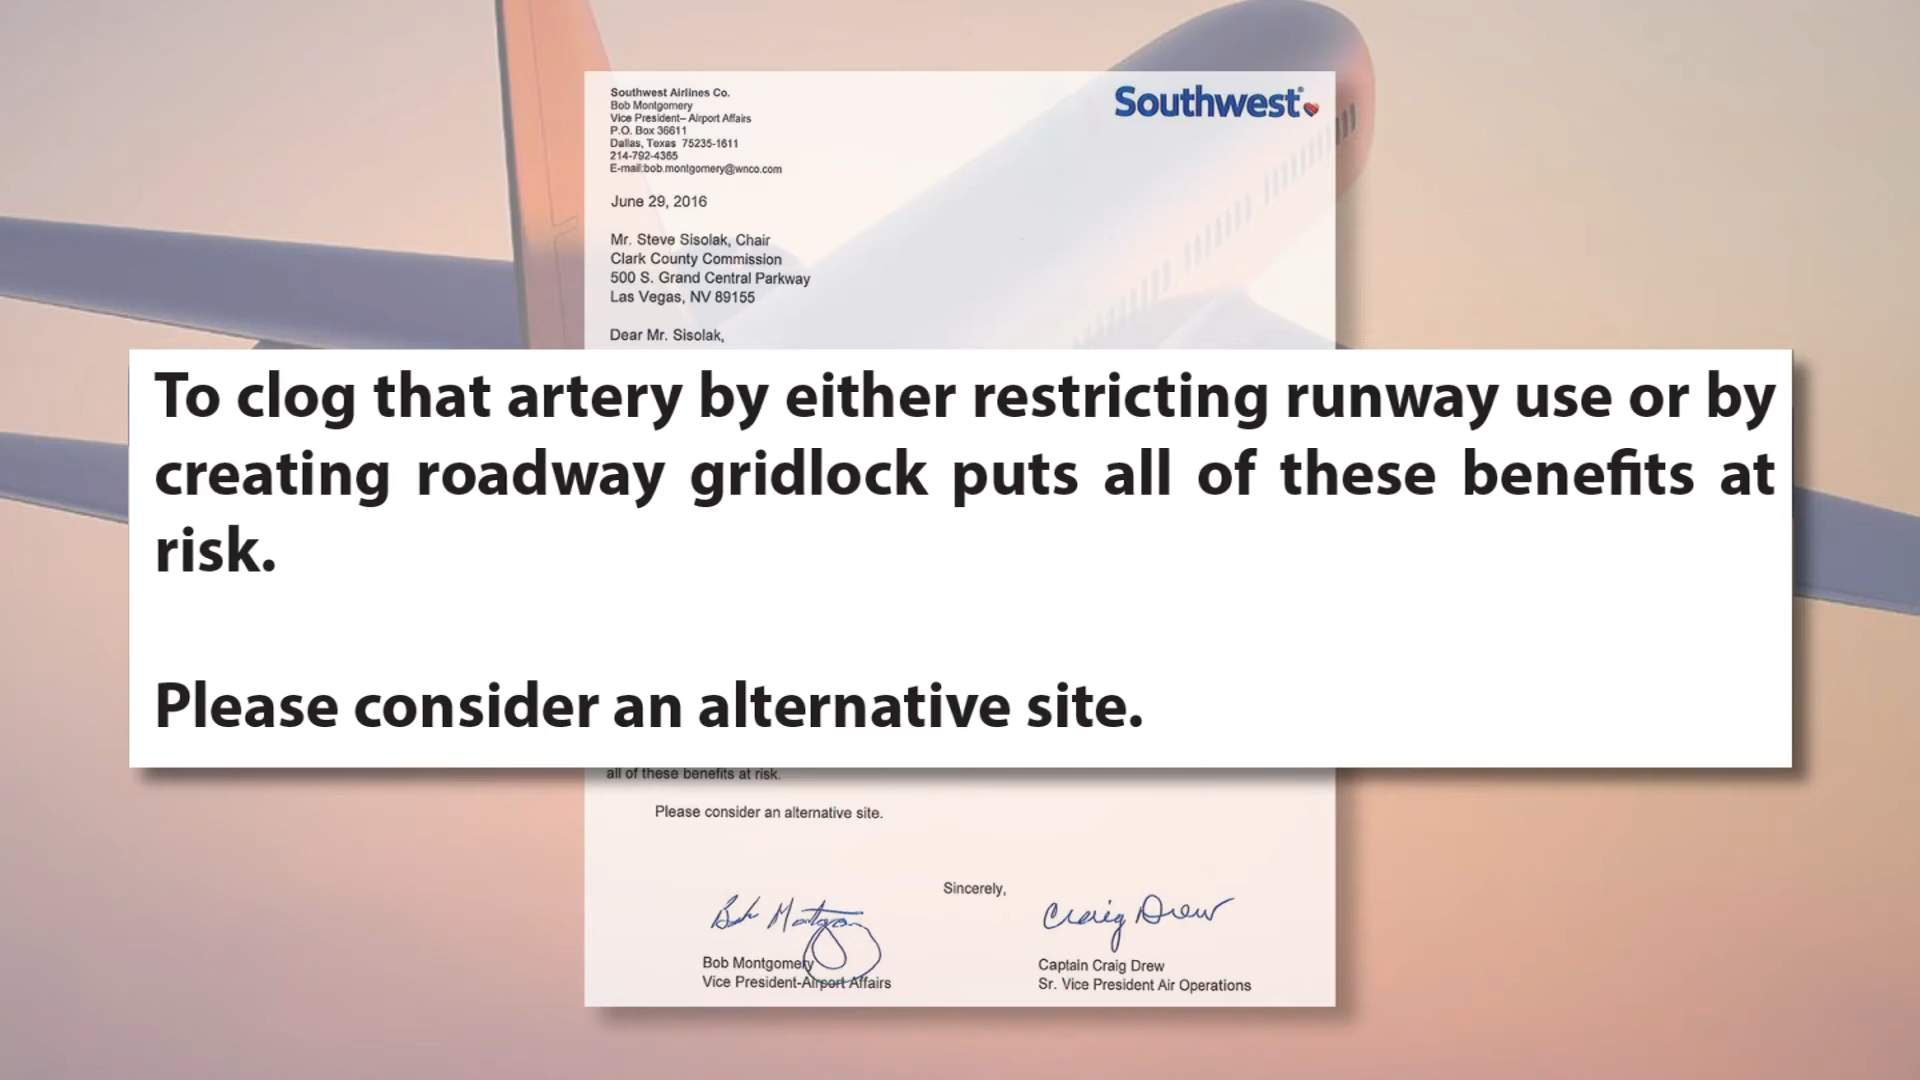 Southwest Airlines Co.
Bob Montgomery
Vice President– Airport Affairs
P.O. Box 36611
Dallas, Texas 75235-1611
214-792-4365
E-mail:bob.montgomery@wnco.com
Southwest®
June 29, 2016
Mr. Steve Sisolak, Chair
Clark County Commission
500 S. Grand Central Parkway
Las Vegas, NV 89155
Dear Mr. Sisolak,
To clog that artery by either restricting runway use or by
creating roadway gridlock puts all of these benefits at
risk.
Please consider an alternative site.
all of these benefits at risk.
Please consider an alternative site.
Sincerely,
Bob Montgomery
Craig Drew
Bob Montgomery
Vice President-Airport Affairs
Captain Craig Drew
Sr. Vice President Air Operations